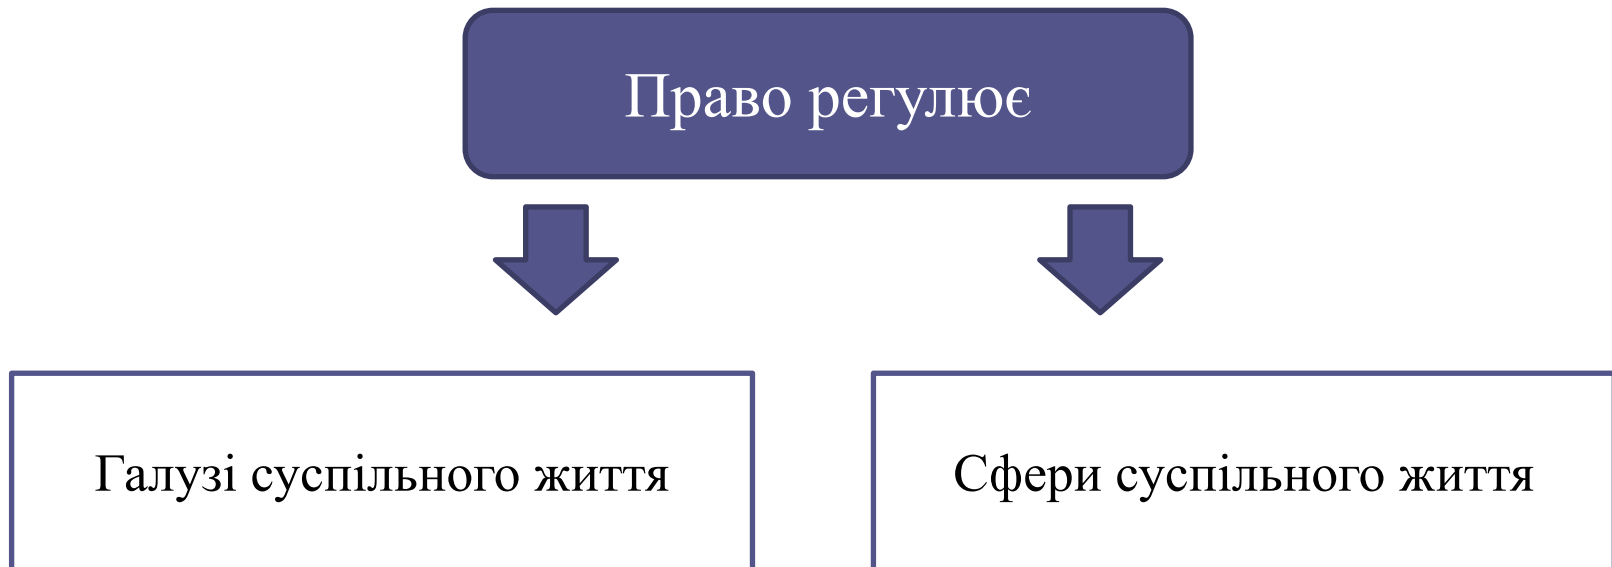 Право регулює
Галузі суспільного життя
Сфери суспільного життя